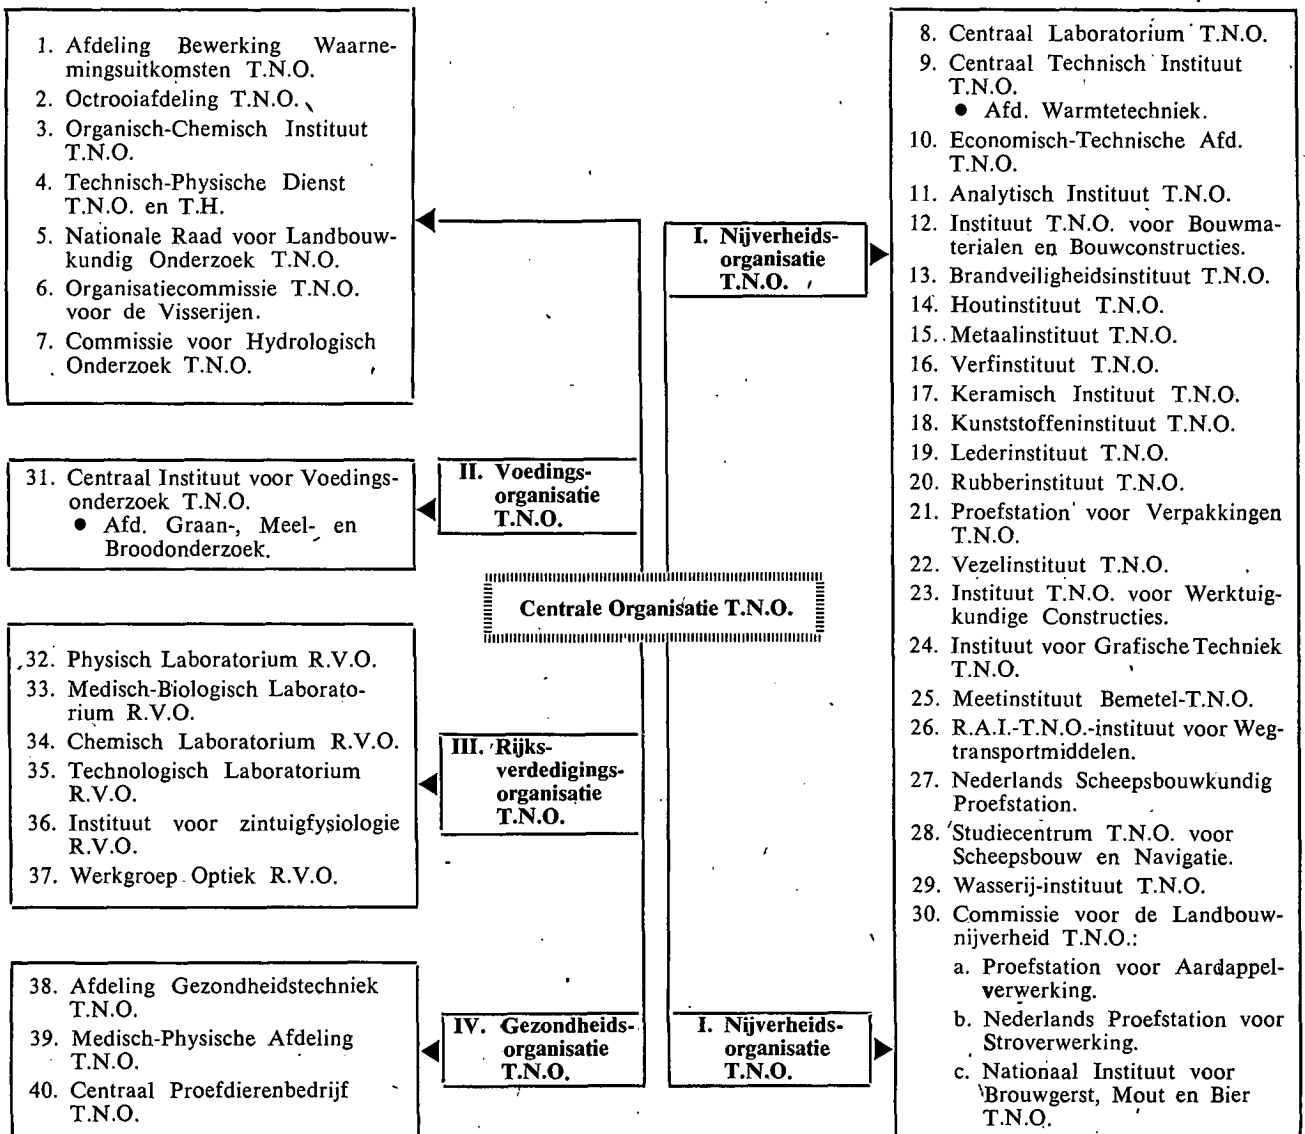 1. Afdeling Bewerking Waarne-
mingsuitkomsten T.N.O.
2. Octrooiafdeling T.N.O.
3. Organisch-Chemisch Instituut
T.N.O.
4. Technisch-Physische Dienst
T.N.O. en T.H.
5. Nationale Raad voor Landbouw-
kundig Onderzoek T.N.O.
6. Organisatiecommissie T.N.O.
voor de Visserijen.
7. Commissie voor Hydrologisch
Onderzoek T.N.O.
31. Centraal Instituut voor Voedings-
onderzoek T.N.O.
● Afd. Graan-, Meel- en
Broodonderzoek.
32. Physisch Laboratorium R.V.O.
33. Medisch-Biologisch Laborato-
rium R.V.O.
34. Chemisch Laboratorium R.V.O.
35. Technologisch Laboratorium
R.V.O.
36. Instituut voor zintuigfysiologie
R.V.O.
37. Werkgroep Optiek R.V.O.
38. Afdeling Gezondheidstechniek
T.N.O.
39. Medisch-Physische Afdeling
T.N.O.
40. Centraal Proefdierenbedrijf
T.N.O.
II. Voedings-
organisatie
T.N.O.
III. Rijks-
verdedigings-
organisatie
T.N.O.
IV. Gezondheids-
organisatie
T.N.O.
Centrale Organisatie T.N.O.
I. Nijverheids-
organisatie
T.N.O.
I. Nijverheids-
organisatie
T.N.O.
8. Centraal Laboratorium T.N.O.
9. Centraal Technisch Instituut
T.N.O.
● Afd. Warmtetechniek.
10. Economisch-Technische Afd.
T.N.O.
11. Analytisch Instituut T.N.O.
12. Instituut T.N.O. voor Bouwma-
terialen en Bouwconstructies.
13. Brandveiligheidsinstituut T.N.O.
14. Houtinstituut T.N.O.
15. Metaalinstituut T.N.O.
16. Verfinstituut T.N.O.
17. Keramisch Instituut T.N.O.
18. Kunststoffeninstituut T.N.O.
19. Lederinstituut T.N.O.
20. Rubberinstituut T.N.O.
21. Proefstation voor Verpakkingen
T.N.O.
22. Vezelinstituut T.N.O.
23. Instituut T.N.O. voor Werktuig-
kundige Constructies.
24. Instituut voor Grafische Techniek
T.N.O.
25. Meetinstituut Bemetel-T.N.O.
26. R.A.I.-T.N.O.-instituut voor Weg-
transportmiddelen.
27. Nederlands Scheepsbouwkundig
Proefstation.
28. Studiecentrum T.N.O. voor
Scheepsbouw en Navigatie.
29. Wasserij-instituut T.N.O.
30. Commissie voor de Landbouw-
nijverheid T.N.O.:
a. Proefstation voor Aardappel-
verwerking.
b. Nederlands Proefstation voor
Stroverwerking.
c. Nationaal Instituut voor
Brouwgerst, Mout en Bier
T.N.O.